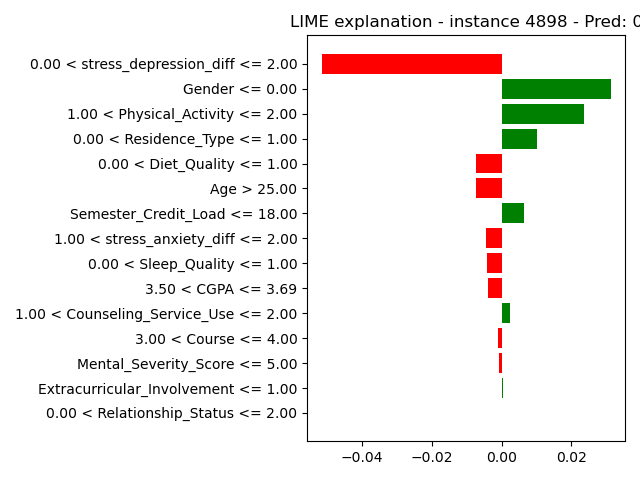 LIME explanation - instance 4898 - Pred: 0
0.00 < stress_depression_diff <= 2.00
Gender <= 0.00
1.00 < Physical_Activity <= 2.00
0.00 < Residence_Type <= 1.00
0.00 < Diet_Quality <= 1.00
Age > 25.00
Semester_Credit_Load <= 18.00
1.00 < stress_anxiety_diff <= 2.00
0.00 < Sleep_Quality <= 1.00
3.50 < CGPA <= 3.69
1.00 < Counseling_Service_Use <= 2.00
3.00 < Course <= 4.00
Mental_Severity_Score <= 5.00
Extracurricular_Involvement <= 1.00
0.00 < Relationship_Status <= 2.00
−0.04 −0.02 0.00 0.02